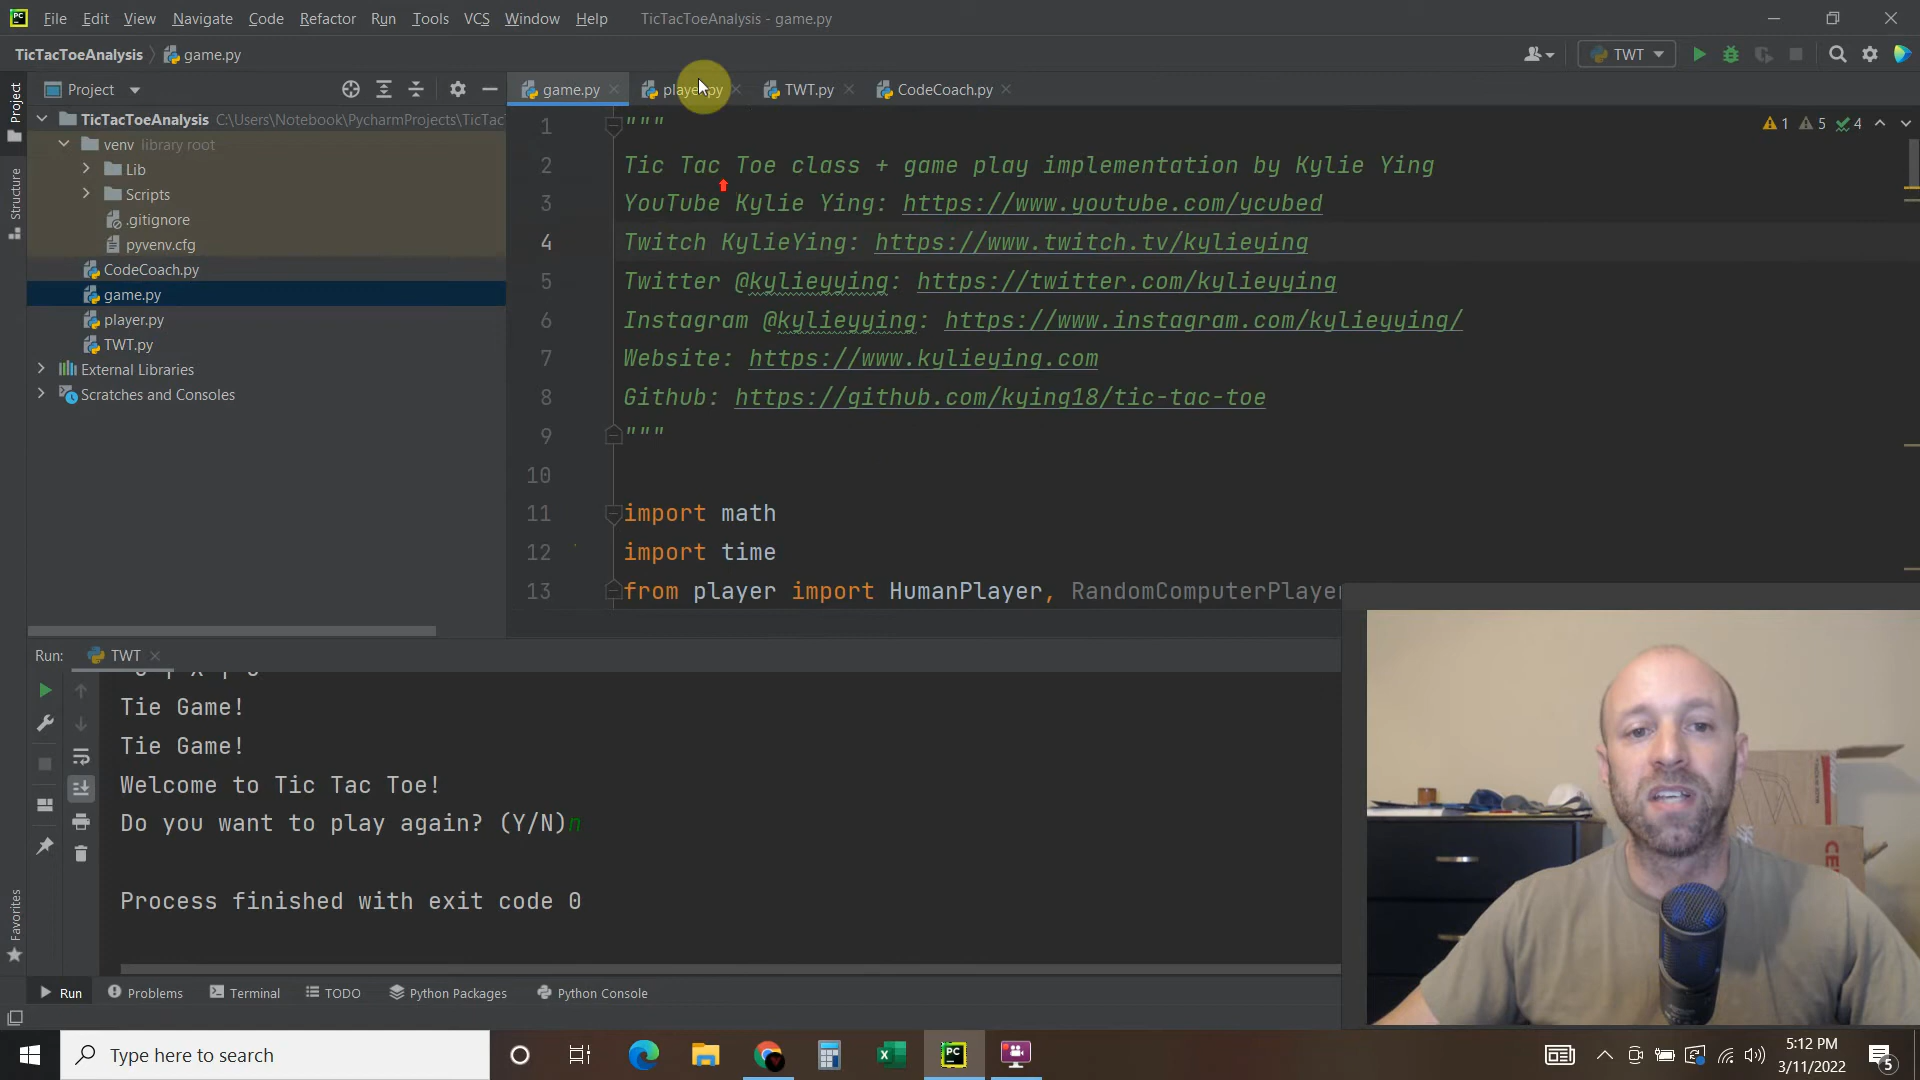 File Edit View Navigate Code Refactor Run Tools VCS Window Help TicTacToeAnalysis - game.py
TicTacToeAnalysis game.py TWT
Project
game.py player.py TWT.py CodeCoach.py
TicTacToeAnalysis C:\Users\Notebook\PycharmProjects\TicTac
venv library root
Lib
Scripts
.gitignore
pyvenv.cfg
CodeCoach.py
game.py
player.py
TWT.py
External Libraries
Scratches and Consoles
Project
Structure
Favorites
1 5 4
1 """
2 Tic Tac Toe class + game play implementation by Kylie Ying
3 YouTube Kylie Ying: https://www.youtube.com/ycubed
4 Twitch KylieYing: https://www.twitch.tv/kylieying
5 Twitter @kylieyying: https://twitter.com/kylieyying
6 Instagram @kylieyying: https://www.instagram.com/kylieyying/
7 Website: https://www.kylieying.com
8 Github: https://github.com/kying18/tic-tac-toe
9 """
10
11 import math
12 import time
13 from player import HumanPlayer, RandomComputerPlayer
Run: TWT
Tie Game!
Tie Game!
Welcome to Tic Tac Toe!
Do you want to play again? (Y/N)n
Process finished with exit code 0
Run Problems Terminal TODO Python Packages Python Console
Type here to search
5:12 PM
3/11/2022
5